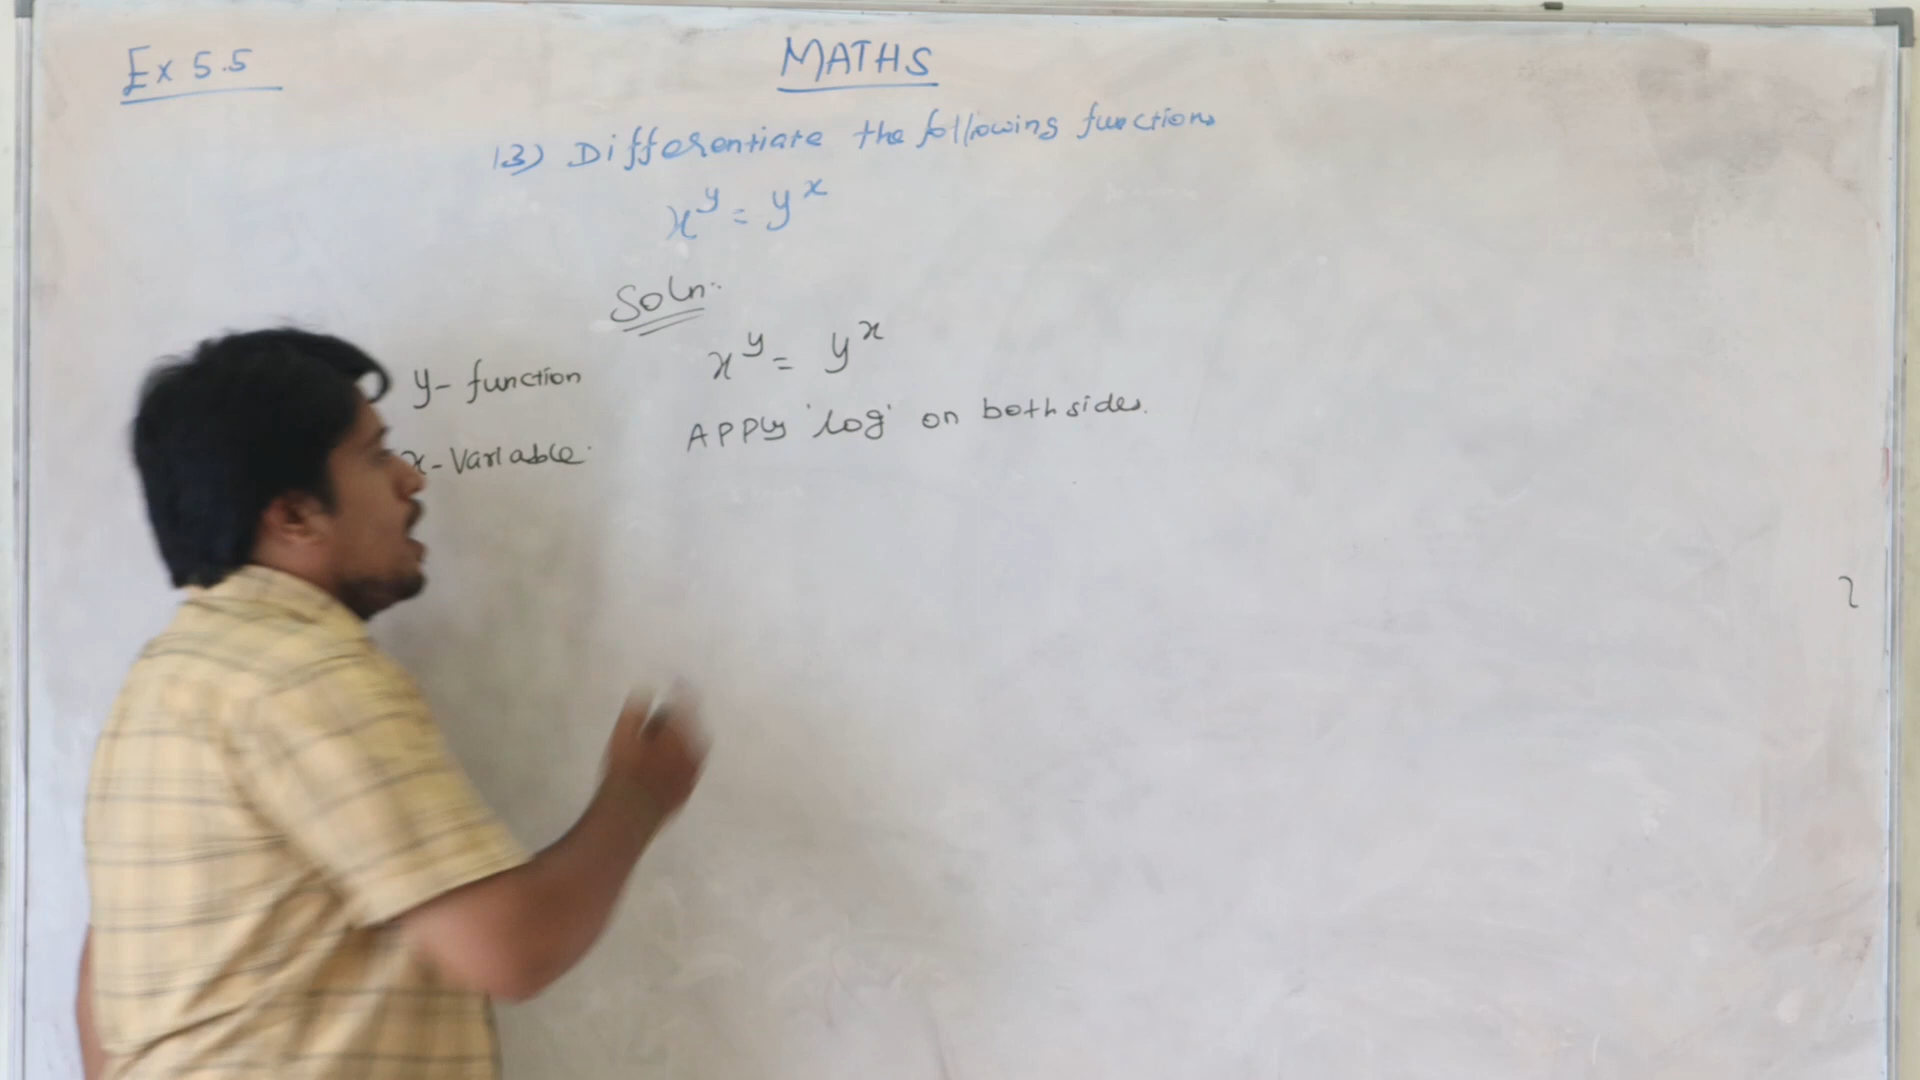 Ex 5.5
MATHS
13) Differentiate the following functions
x^y = y^x
Soln:
y- function
x^y = y^x
x- Variable.
APPly 'log' on both sides.